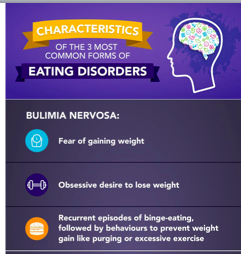 CHARACTERISTICS
OF THE 3 MOST
COMMON FORMS OF
EATING DISORDERS
BULIMIA NERVOSA:
Fear of gaining weight
Obsessive desire to lose weight
Recurrent episodes of binge-eating,
followed by behaviours to prevent weight
gain like purging or excessive exercise